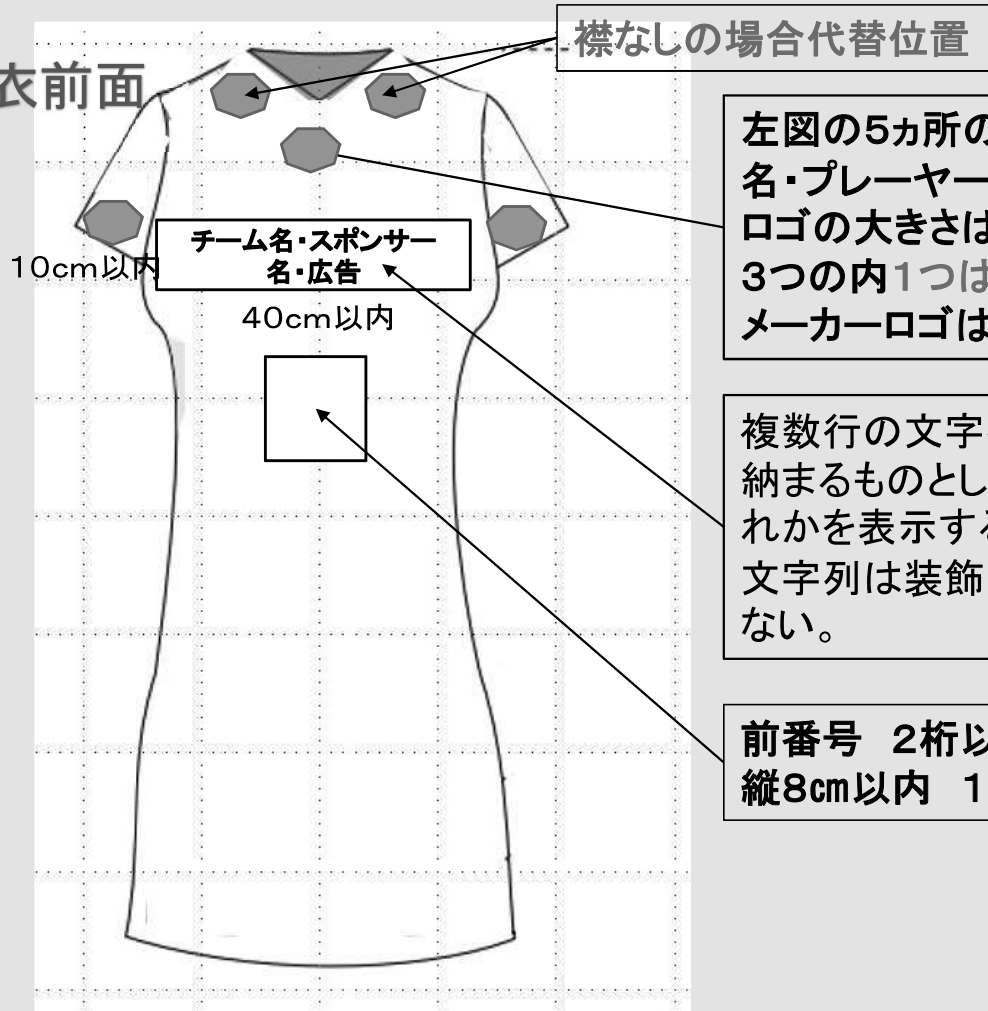 襟なしの場合代替位置
衣前面
左図の5ヵ所の
名・プレーヤー
ロゴの大きさは
3つの内1つは
メーカーロゴは
チーム名・スポンサー
名・広告
10cm以内
40cm以内
複数行の文字
納まるものとし
れかを表示する
文字列は装飾
ない。
前番号 2桁以
縦8㎝以内 1